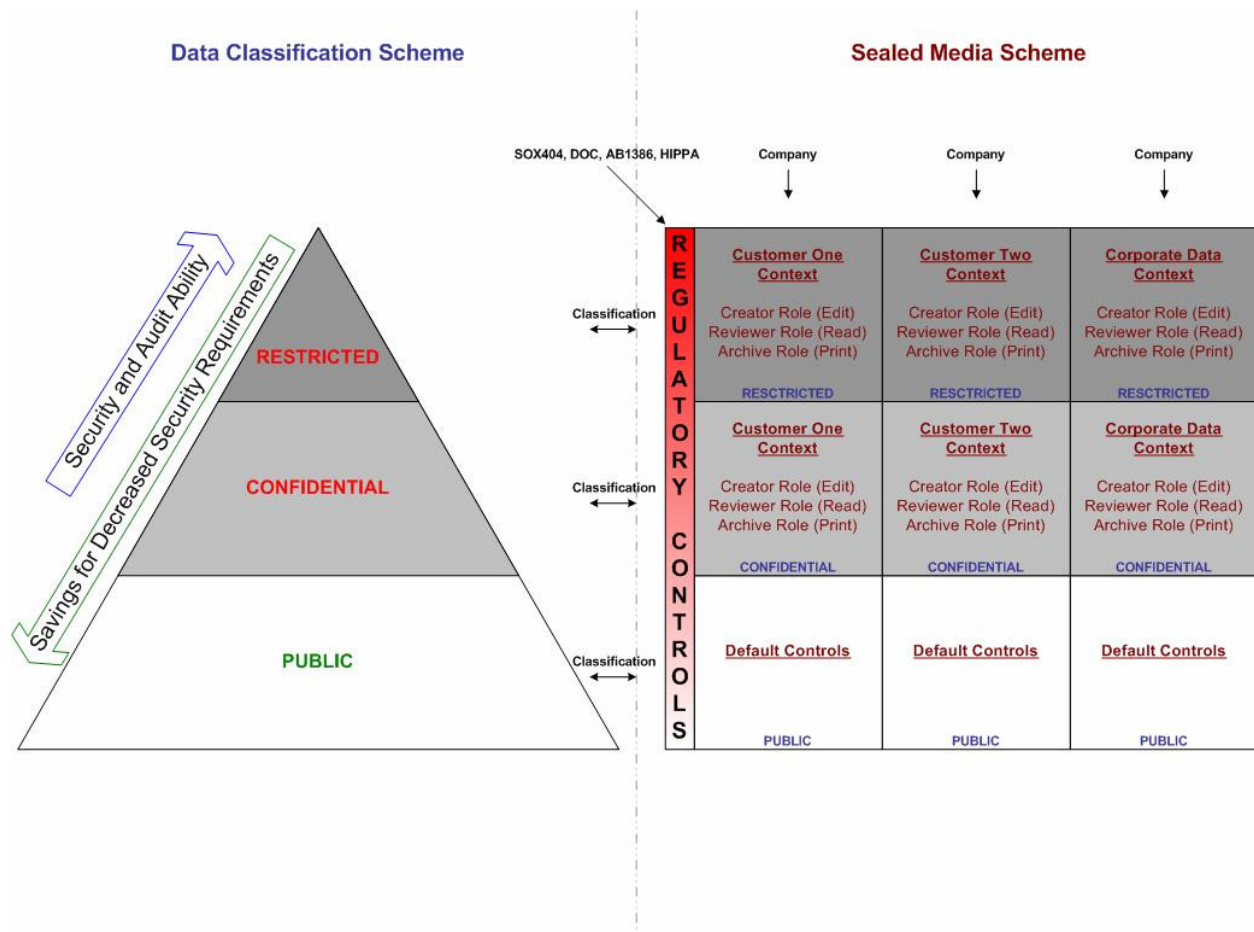 Data Classification Scheme
Sealed Media Scheme
SOX404, DOC, AB1386, HIPPA
Company
Company
Company
Security and Audit Ability
Savings for Decreased Security Requirements
RESTRICTED
CONFIDENTIAL
PUBLIC
Classification
Classification
Classification
REGULATORY CONTROLS
Customer One
Context
Creator Role (Edit)
Reviewer Role (Read)
Archive Role (Print)
RESCTRICTED
Customer Two
Context
Creator Role (Edit)
Reviewer Role (Read)
Archive Role (Print)
RESCTRICTED
Corporate Data
Context
Creator Role (Edit)
Reviewer Role (Read)
Archive Role (Print)
RESCTRICTED
Customer One
Context
Creator Role (Edit)
Reviewer Role (Read)
Archive Role (Print)
CONFIDENTIAL
Customer Two
Context
Creator Role (Edit)
Reviewer Role (Read)
Archive Role (Print)
CONFIDENTIAL
Corporate Data
Context
Creator Role (Edit)
Reviewer Role (Read)
Archive Role (Print)
CONFIDENTIAL
Default Controls
PUBLIC
Default Controls
PUBLIC
Default Controls
PUBLIC